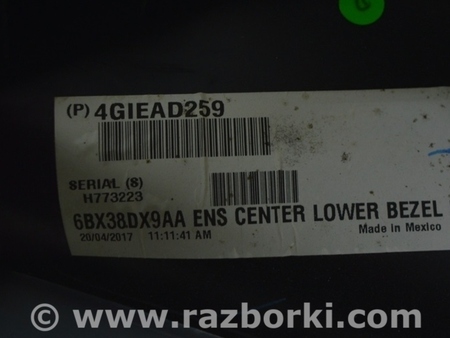 (P) 4GIEAD259
SERIAL (S)
H773223
6BX38DX9AA ENS CENTER LOWER BEZEL
20/04/2017 11:11:41 AM
Made in Mexico
© www.razborki.com